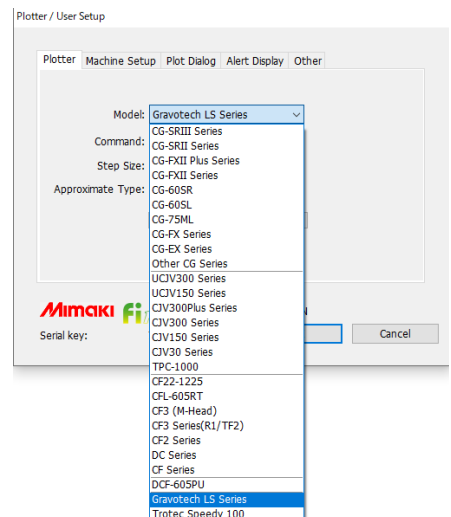 Plotter / User Setup
Plotter Machine Setup Plot Dialog Alert Display Other
Model: Gravotech LS Series
Command:
Step Size:
Approximate Type:
CG-SRIII Series
CG-SRII Series
CG-FXII Plus Series
CG-FXII Series
CG-60SR
CG-60SL
CG-75ML
CG-FX Series
CG-EX Series
Other CG Series
UCJV300 Series
UCJV150 Series
CJV300Plus Series
CJV300 Series
CJV150 Series
CJV30 Series
TPC-1000
CF22-1225
CFL-605RT
CF3 (M-Head)
CF3 Series(R1/TF2)
CF2 Series
DC Series
CF Series
DCF-605PU
Gravotech LS Series
Trotec Speedy 100
Mimaki
Serial key:
Cancel